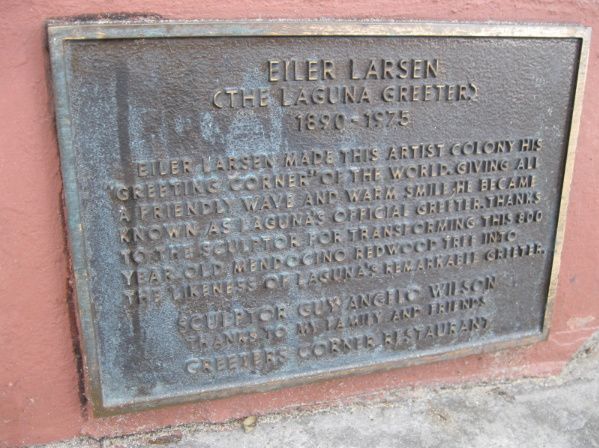 EILER LARSEN
(THE LAGUNA GREETER)
1890-1975
EILER LARSEN MADE THIS ARTIST COLONY HIS
"GREETING CORNER" OF THE WORLD. GIVING ALL
A FRIENDLY WAVE AND WARM SMILE. HE BECAME
KNOWN AS LAGUNA'S OFFICIAL GREETER. THANKS
TO THE SCULPTOR FOR TRANSFORMING THIS 800
YEAR OLD MENDOCINO REDWOOD TREE INTO
THE LIKENESS OF LAGUNA'S REMARKABLE GREETER.
SCULPTOR GUY ANGELO WILSON
THANKS TO MY FAMILY AND FRIENDS
GREETERS CORNER RESTAURANT